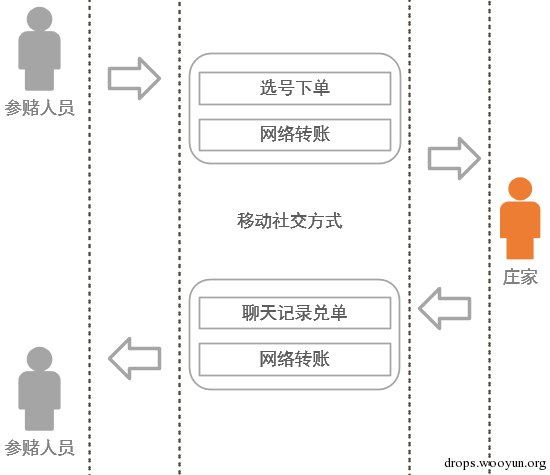 参赌人员
选号下单
网络转账
移动社交方式
庄家
聊天记录兑单
网络转账
参赌人员
drops.wooyun.org